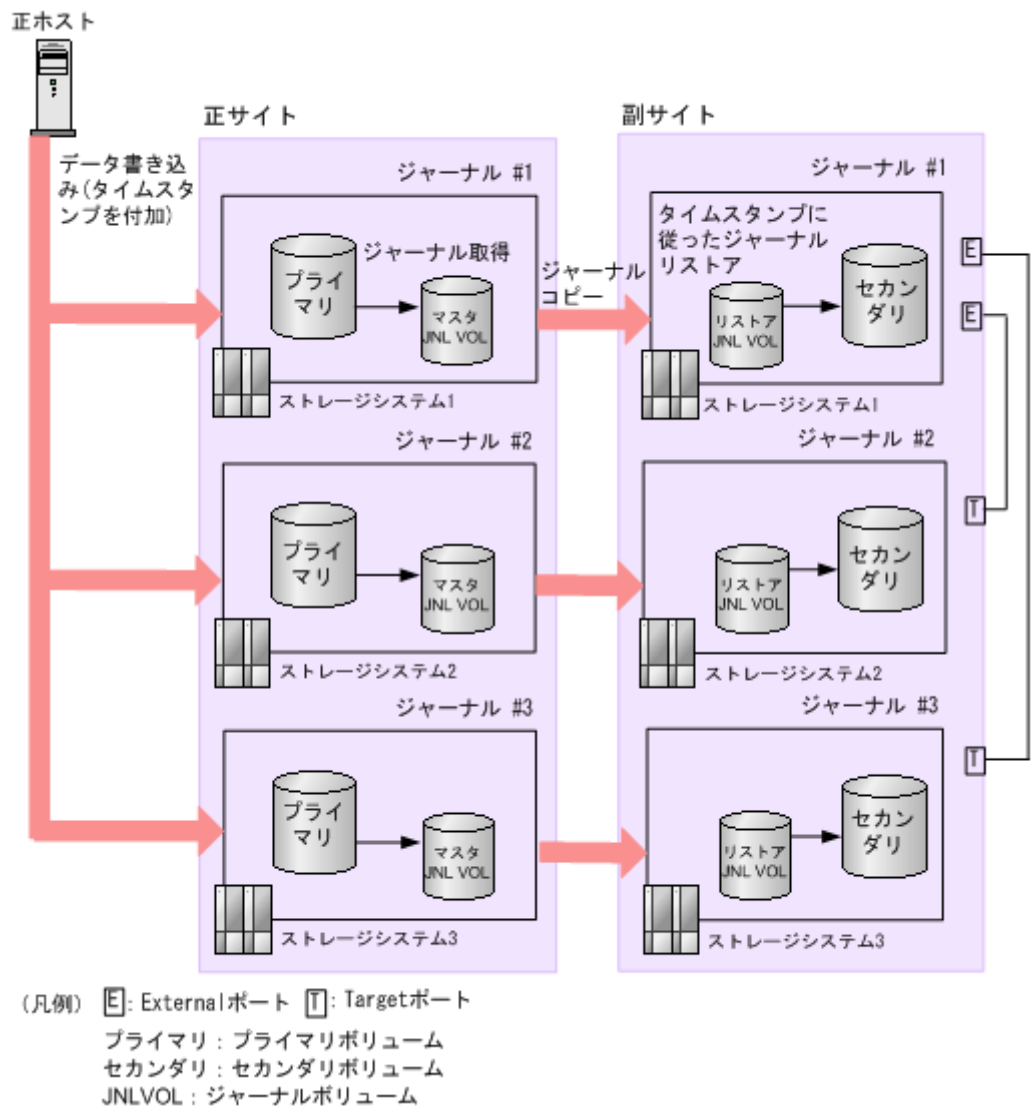 正ホスト
正サイト
副サイト
データ書き込
み(タイムスタ
ンプを付加)
ジャーナル #1
プライ
マリ
ジャーナル取得
マスタ
JNL VOL
ストレージシステム1
ジャーナル
コピー
ジャーナル #1
タイムスタンプに
従ったジャーナル
リストア
リストア
JNL VOL
セカン
ダリ
ストレージシステム1
E
E
ジャーナル #2
プライ
マリ
マスタ
JNL VOL
ストレージシステム2
ジャーナル #2
リストア
JNL VOL
セカン
ダリ
ストレージシステム2
T
ジャーナル #3
プライ
マリ
マスタ
JNL VOL
ストレージシステム3
ジャーナル #3
リストア
JNL VOL
セカン
ダリ
ストレージシステム3
T
(凡例) E: Externalポート T: Targetポート
プライマリ:プライマリボリューム
セカンダリ:セカンダリボリューム
JNLVOL:ジャーナルボリューム